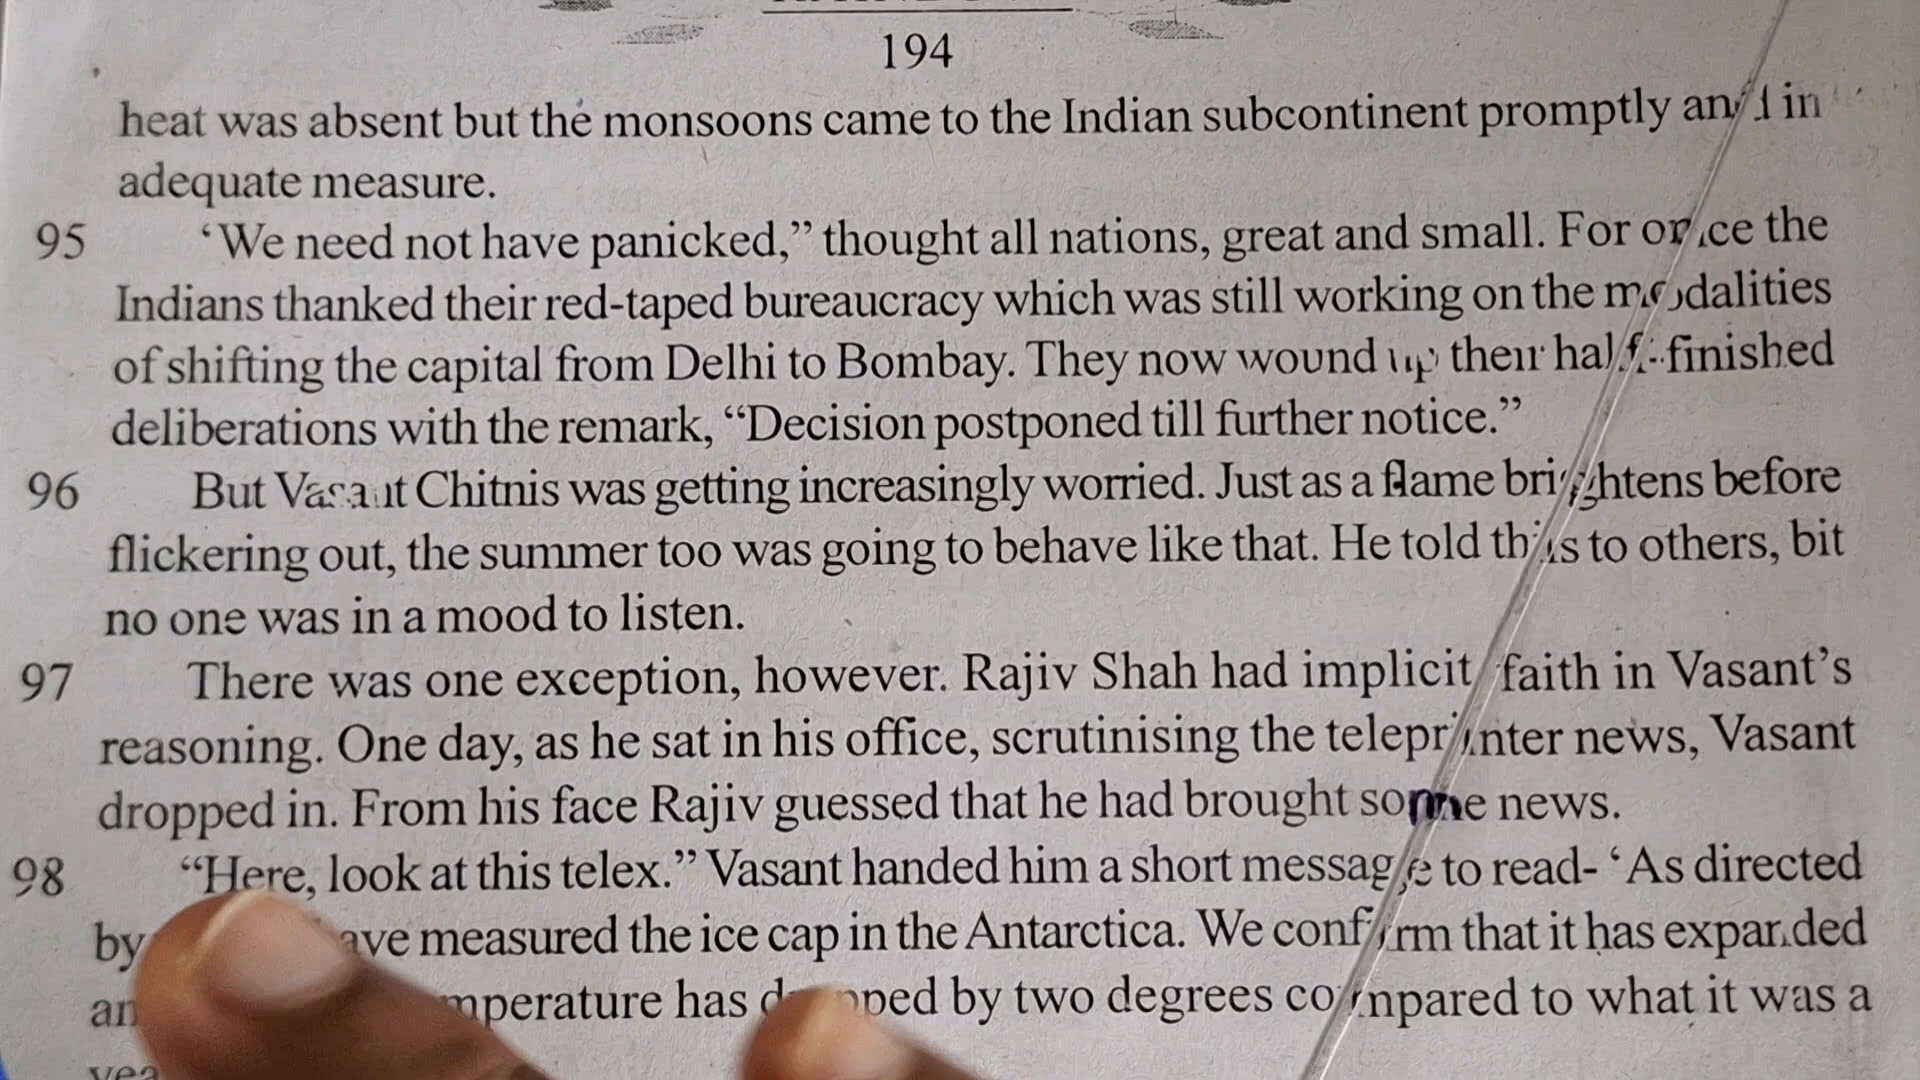 194
heat was absent but the monsoons came to the Indian subcontinent promptly and in
adequate measure.
95 ‘We need not have panicked,” thought all nations, great and small. For once the
Indians thanked their red-taped bureaucracy which was still working on the modalities
of shifting the capital from Delhi to Bombay. They now wound up their half-finished
deliberations with the remark, “Decision postponed till further notice.”
96 But Vasant Chitnis was getting increasingly worried. Just as a flame brightens before
flickering out, the summer too was going to behave like that. He told this to others, bit
no one was in a mood to listen.
97 There was one exception, however. Rajiv Shah had implicit faith in Vasant’s
reasoning. One day, as he sat in his office, scrutinising the teleprinter news, Vasant
dropped in. From his face Rajiv guessed that he had brought some news.
98 “Here, look at this telex.” Vasant handed him a short message to read- ‘As directed
by measured the ice cap in the Antarctica. We confirm that it has expanded
has by two degrees compared to what it was a